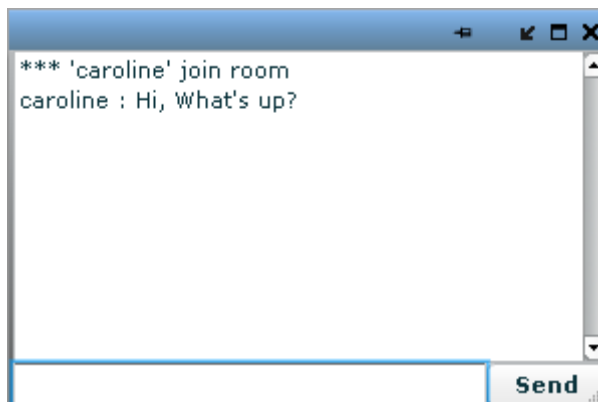 *** 'caroline' join room
caroline : Hi, What's up?
Send